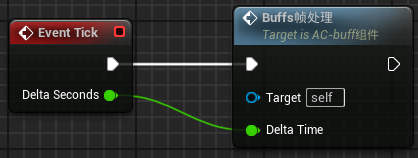 Event Tick
Delta Seconds
Buffs帧处理
Target is AC-buff组件
Target self
Delta Time